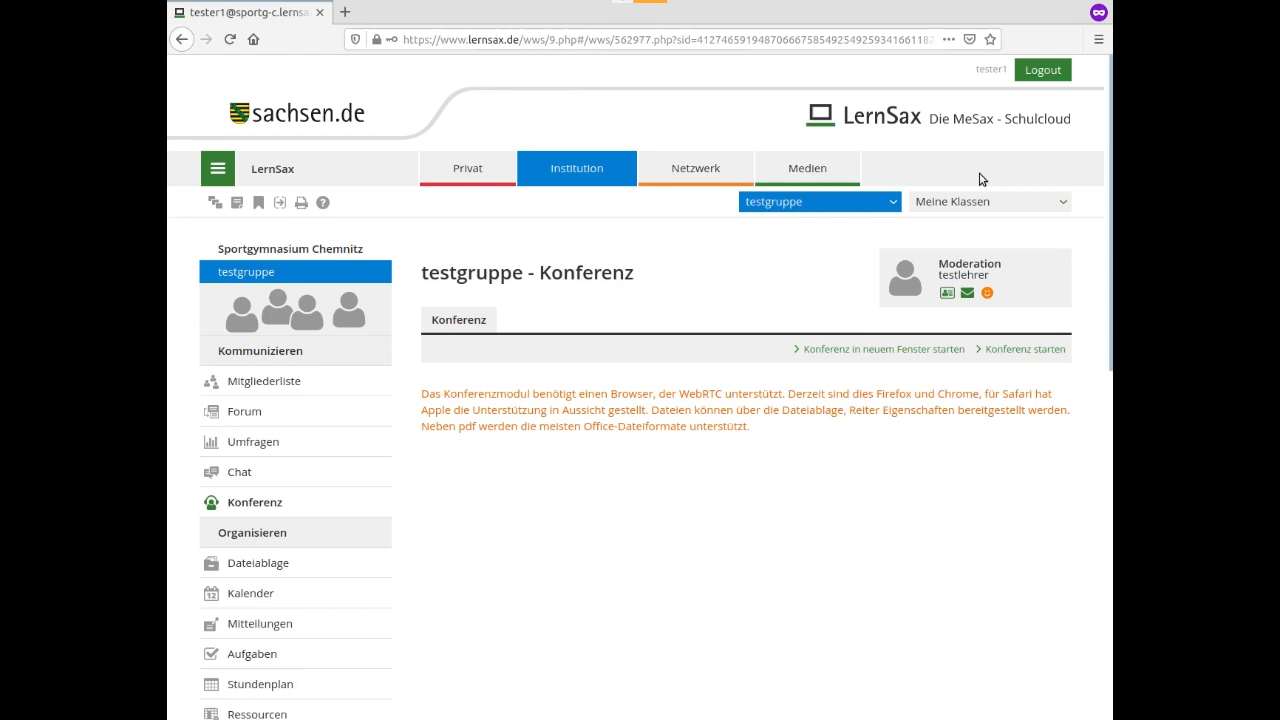 tester1@sportg-c.lernsa
https://www.lernsax.de/wws/9.php#/wws/562977.php?sid=41274659194870666758549254925934166118
tester1
Logout
sachsen.de
LernSax Die MeSax - Schulcloud
LernSax
Privat
Institution
Netzwerk
Medien
testgruppe
Meine Klassen
Sportgymnasium Chemnitz
testgruppe
Kommunizieren
Mitgliederliste
Forum
Umfragen
Chat
Konferenz
Organisieren
Dateiablage
12
Kalender
Mitteilungen
Aufgaben
Stundenplan
Ressourcen
testgruppe - Konferenz
Moderation
testlehrer
Konferenz
Konferenz in neuem Fenster starten
Konferenz starten
Das Konferenzmodul benötigt einen Browser, der WebRTC unterstützt. Derzeit sind dies Firefox und Chrome, für Safari hat
Apple die Unterstützung in Aussicht gestellt. Dateien können über die Dateiablage, Reiter Eigenschaften bereitgestellt werden.
Neben pdf werden die meisten Office-Dateiformate unterstützt.